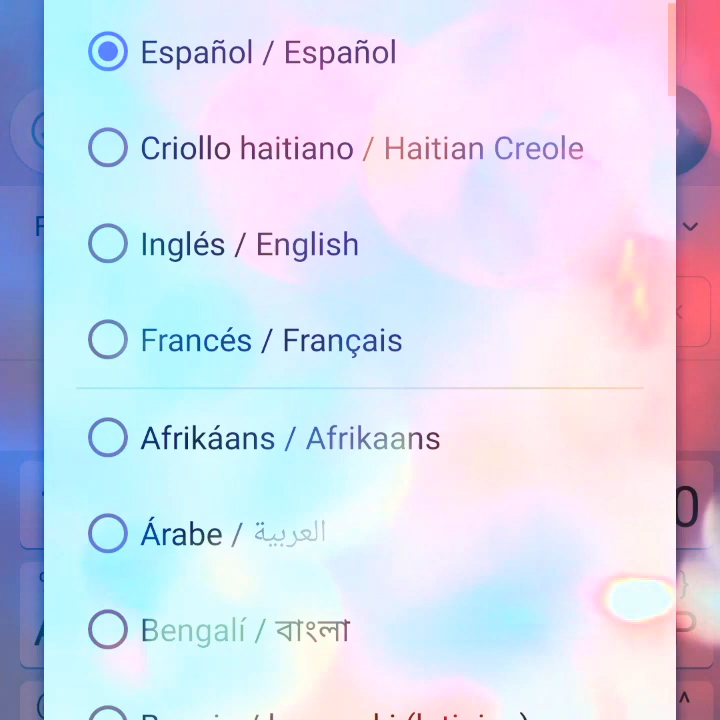 Español / Español
Criollo haitiano / Haitian Creole
Inglés / English
Francés / Français
Afrikáans / Afrikaans
Árabe / العربية
Bengalí / বাংলা